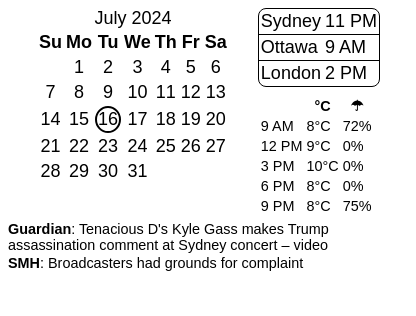 July 2024
Su Mo Tu We Th Fr Sa
1 2 3 4 5 6
7 8 9 10 11 12 13
14 15 16 17 18 19 20
21 22 23 24 25 26 27
28 29 30 31
Sydney 11 PM
Ottawa 9 AM
London 2 PM
°C ☂
9 AM 8°C 72%
12 PM 9°C 0%
3 PM 10°C 0%
6 PM 8°C 0%
9 PM 8°C 75%
Guardian: Tenacious D's Kyle Gass makes Trump
assassination comment at Sydney concert – video
SMH: Broadcasters had grounds for complaint